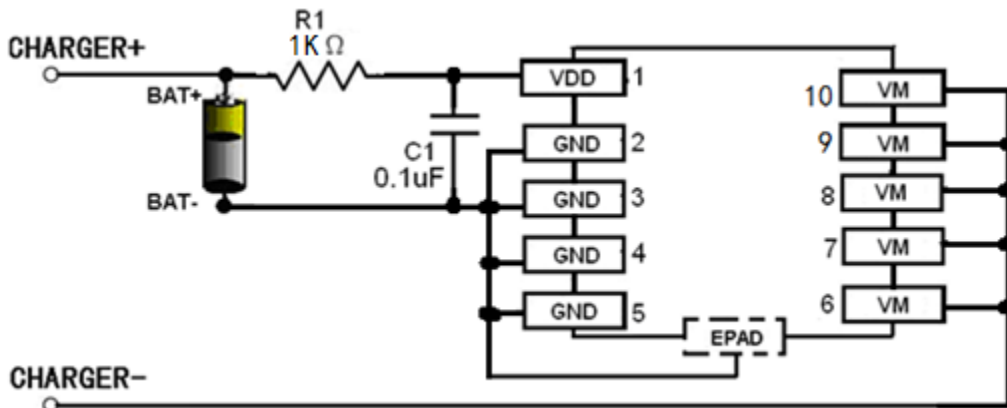 R1
1K Ω
CHARGER+
BAT+
BAT-
C1
0.1uF
VDD 1
GND 2
GND 3
GND 4
GND 5
10 VM
9 VM
8 VM
7 VM
6 VM
EPAD
CHARGER-